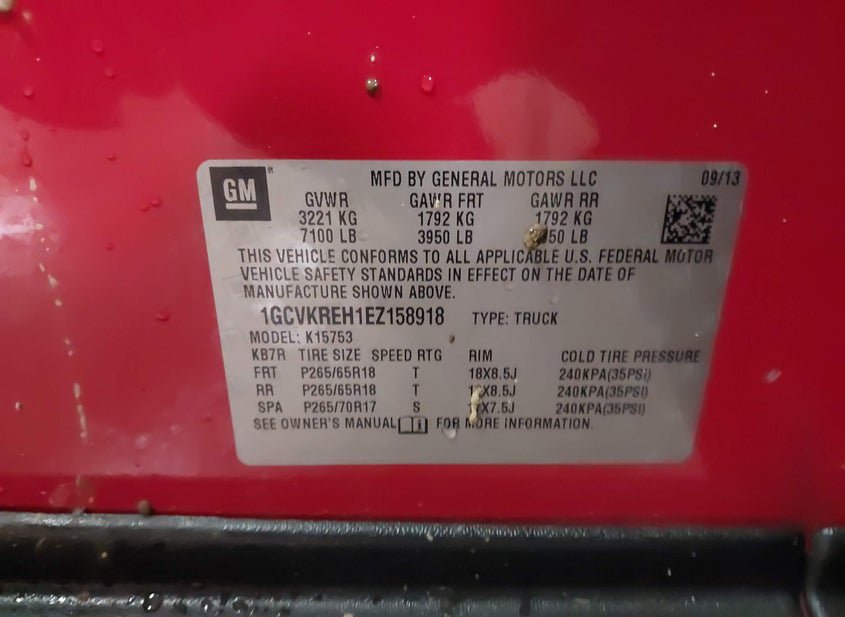 GM ® MFD BY GENERAL MOTORS LLC 09/13
GVWR GAWR FRT GAWR RR
3221 KG 1792 KG 1792 KG
7100 LB 3950 LB LB
THIS VEHICLE CONFORMS TO ALL APPLICABLE U.S. FEDERAL MOTOR
VEHICLE SAFETY STANDARDS IN EFFECT ON THE DATE OF
MANUFACTURE SHOWN ABOVE.
1GCVKREH1EZ158918 TYPE: TRUCK
MODEL: K15753
KB7R TIRE SIZE SPEED RTG RIM COLD TIRE PRESSURE
FRT P265/65R18 T 18X8.5J 240KPA(35PSI)
RR P265/65R18 T 240KPA(35PSI)
SPA P265/70R17 S 240KPA(35PSI)
SEE OWNER'S MANUAL FOR MORE INFORMATION.